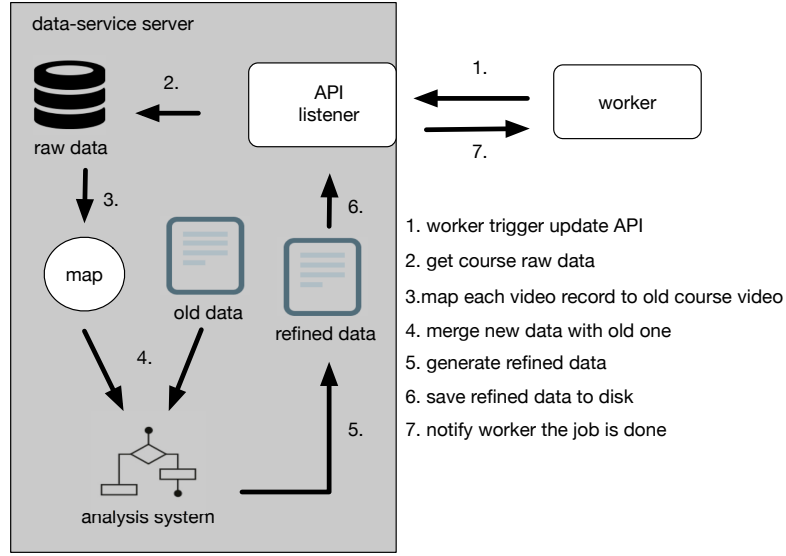 data-service server
1.
2.
API
listener
worker
raw data
7.
3.
6.
map
old data
refined data
4.
5.
analysis system
1. worker trigger update API
2. get course raw data
3.map each video record to old course video
4. merge new data with old one
5. generate refined data
6. save refined data to disk
7. notify worker the job is done